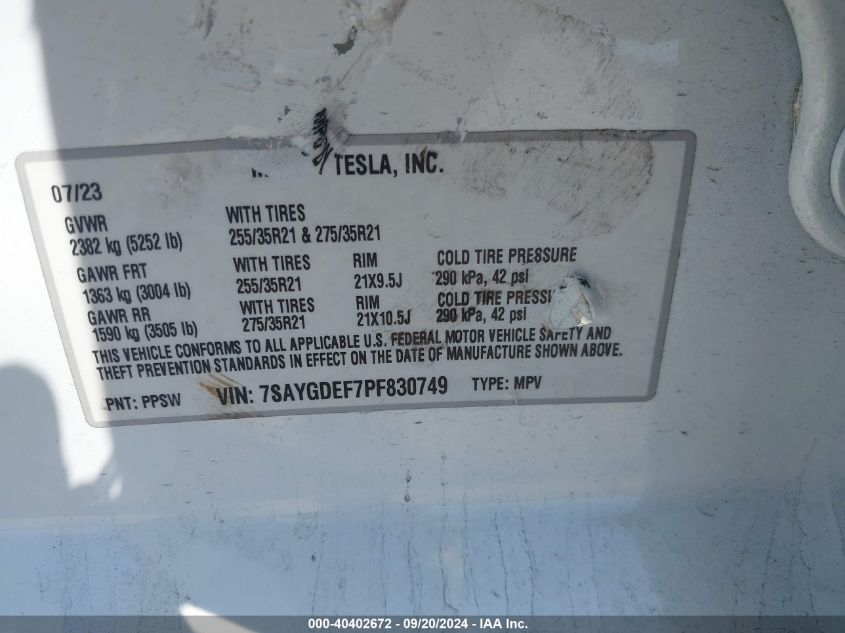 TESLA, INC.
07/23
GVWR
2382 kg (5252 lb)
WITH TIRES
255/35R21 & 275/35R21
GAWR FRT
1363 kg (3004 lb)
WITH TIRES
255/35R21
RIM
21X9.5J
COLD TIRE PRESSURE
290 kPa, 42 psi
GAWR RR
1590 kg (3505 lb)
WITH TIRES
275/35R21
RIM
21X10.5J
COLD TIRE PRESSU
290 kPa, 42 psi
THIS VEHICLE CONFORMS TO ALL APPLICABLE U.S. FEDERAL MOTOR VEHICLE SAFETY AND
THEFT PREVENTION STANDARDS IN EFFECT ON THE DATE OF MANUFACTURE SHOWN ABOVE.
PNT: PPSW VIN: 7SAYGDEF7PF830749 TYPE: MPV
000-40402672 - 09/20/2024 - IAA Inc.